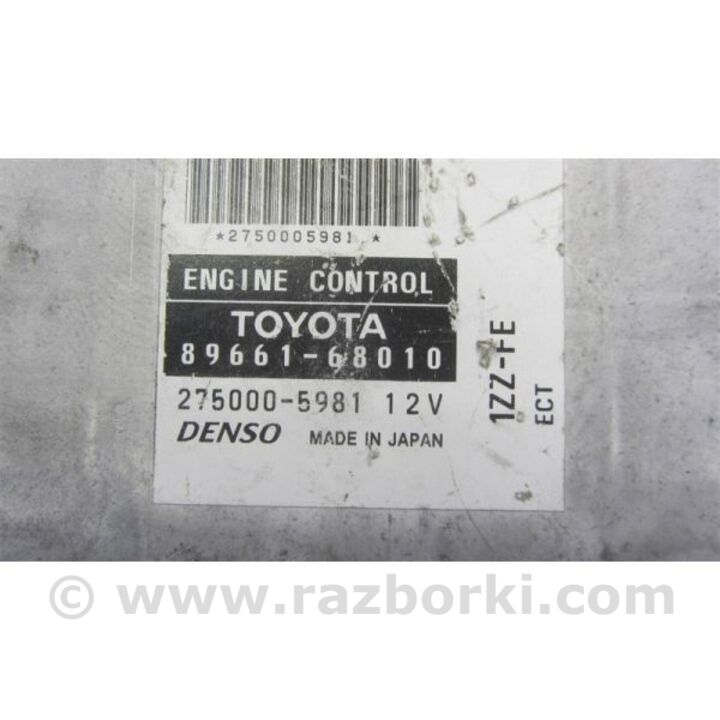 *2750005981 *
ENGINE CONTROL
TOYOTA
89661-68010
275000-5981 12V
DENSO MADE IN JAPAN
1ZZ-FE
ECT
© www.razborki.com